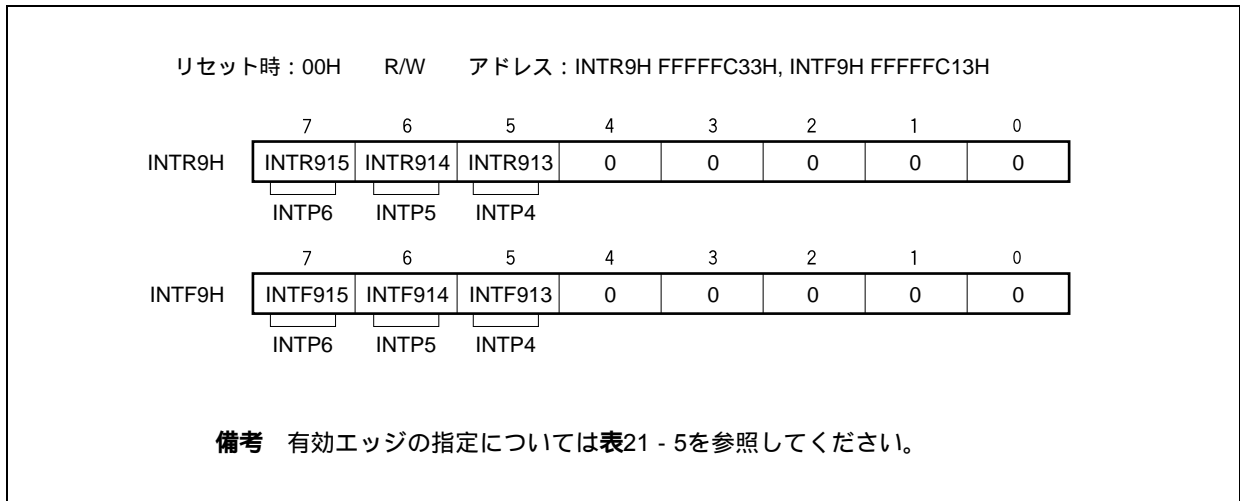 リセット時：00H R/W アドレス：INTR9H FFFFFC33H, INTF9H FFFFFC13H
7 6 5 4 3 2 1 0
INTR9H INTR915 INTR914 INTR913 0 0 0 0 0
INTP6 INTP5 INTP4
7 6 5 4 3 2 1 0
INTF9H INTF915 INTF914 INTF913 0 0 0 0 0
INTP6 INTP5 INTP4
備考 有効エッジの指定については表21 - 5を参照してください。